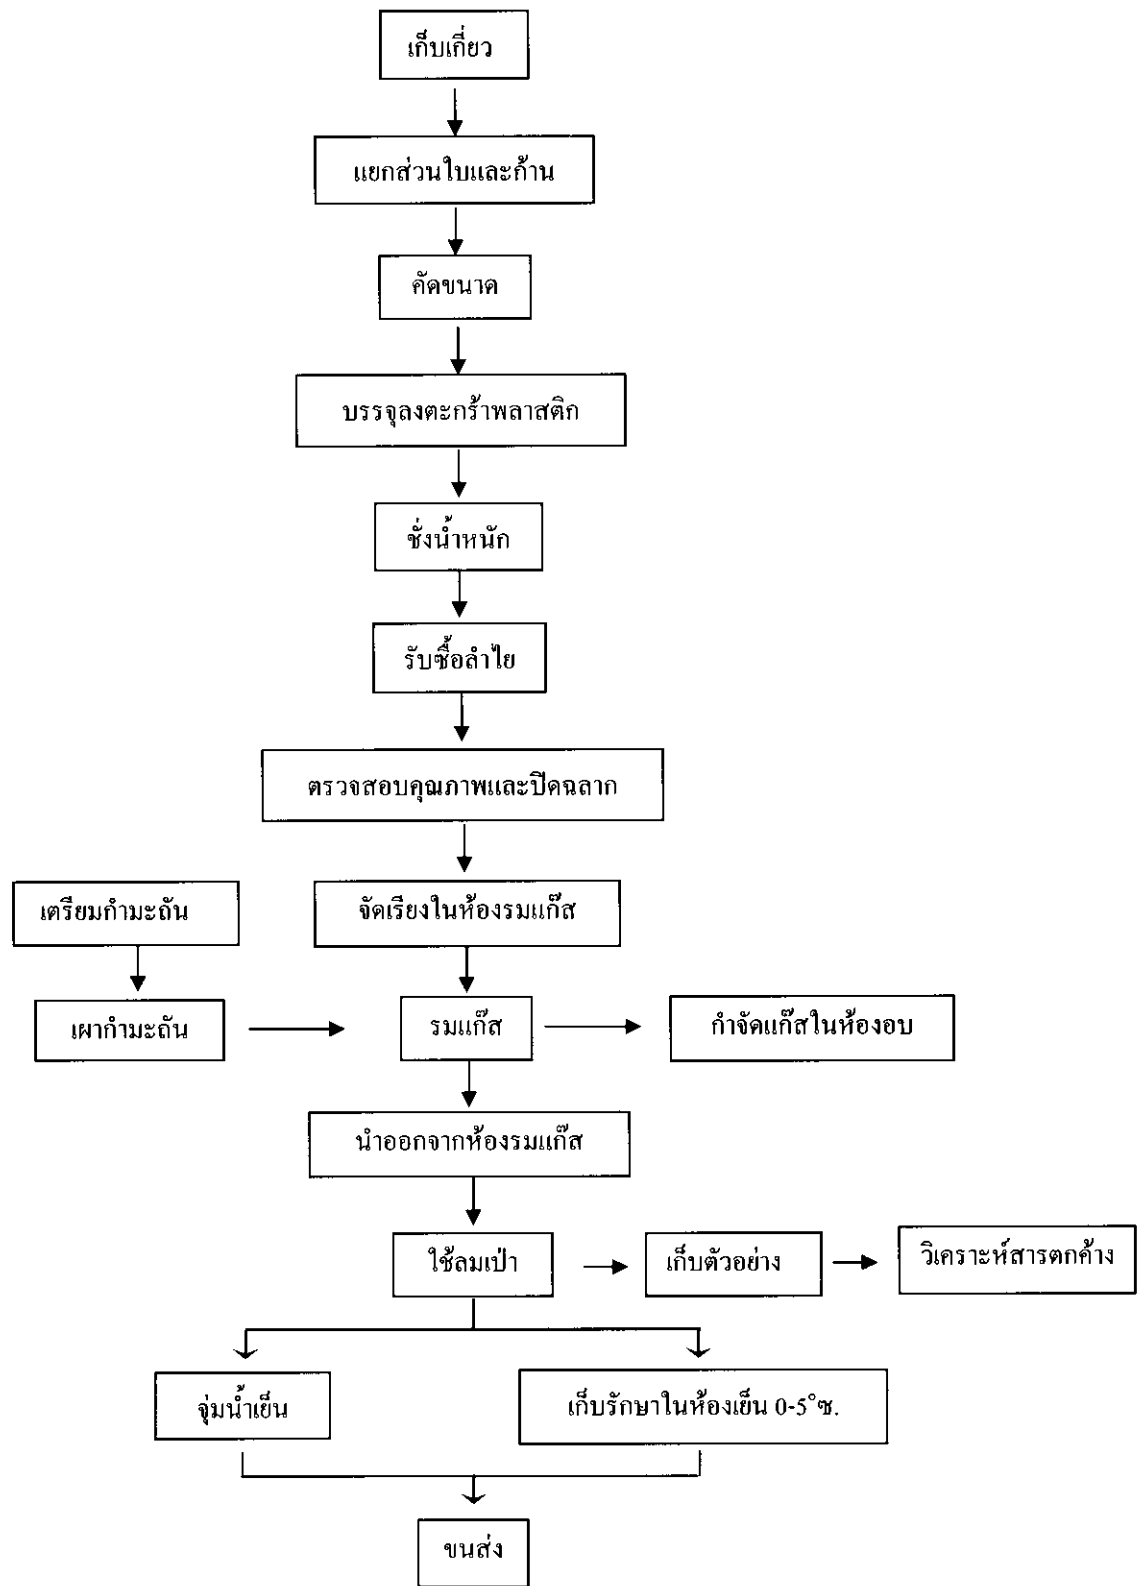 เก็บเกี่ยว
แยกส่วนใบและก้าน
คัดขนาด
บรรจุลงตะกร้าพลาสติก
ชั่งน้ำหนัก
รับซื้อลำไย
ตรวจสอบคุณภาพและปิดฉลาก
เตรียมกำมะถัน
จัดเรียงในห้องรมแก๊ส
เผากำมะถัน
รมแก๊ส
กำจัดแก๊สในห้องอบ
นำออกจากห้องรมแก๊ส
ใช้ลมเป่า
เก็บตัวอย่าง
วิเคราะห์สารตกค้าง
จุ่มน้ำเย็น
เก็บรักษาในห้องเย็น 0-5°ซ.
ขนส่ง